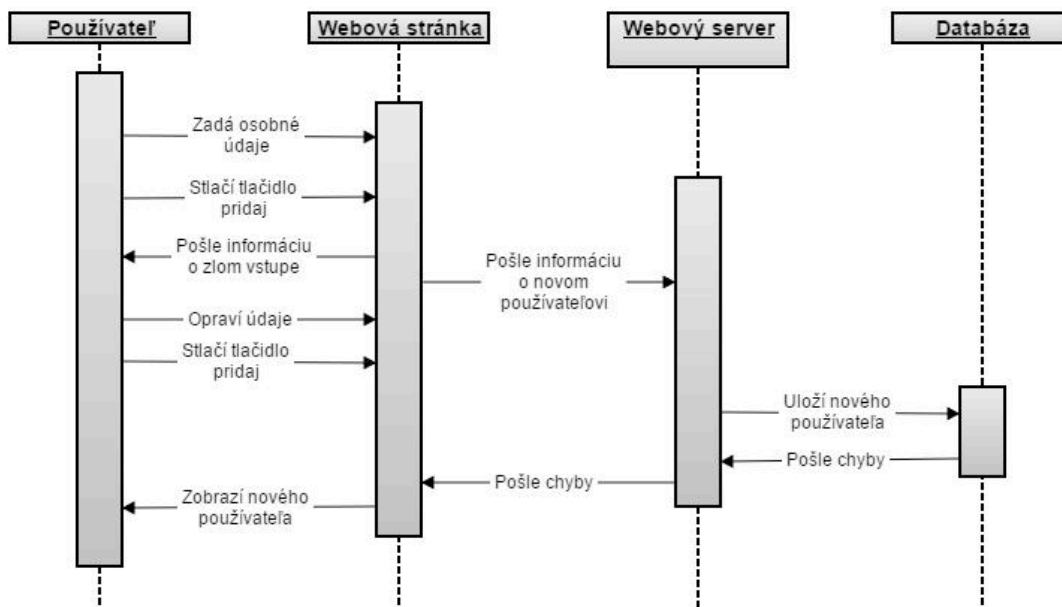 Používateľ
Webová stránka
Webový server
Databáza
Zadá osobné
údaje
Stlačí tlačidlo
pridaj
Pošle informáciu
o zlom vstupe
Pošle informáciu
o novom
používateľovi
Opraví údaje
Stlačí tlačidlo
pridaj
Uloží nového
používateľa
Pošle chyby
Pošle chyby
Zobrazí nového
používateľa